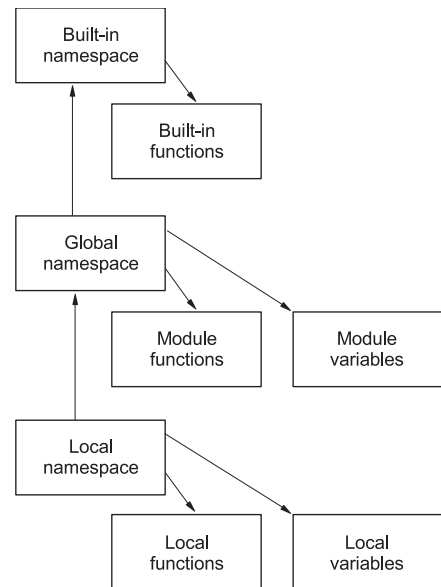 Built-in
namespace
Built-in
functions
Global
namespace
Module
functions
Module
variables
Local
namespace
Local
functions
Local
variables